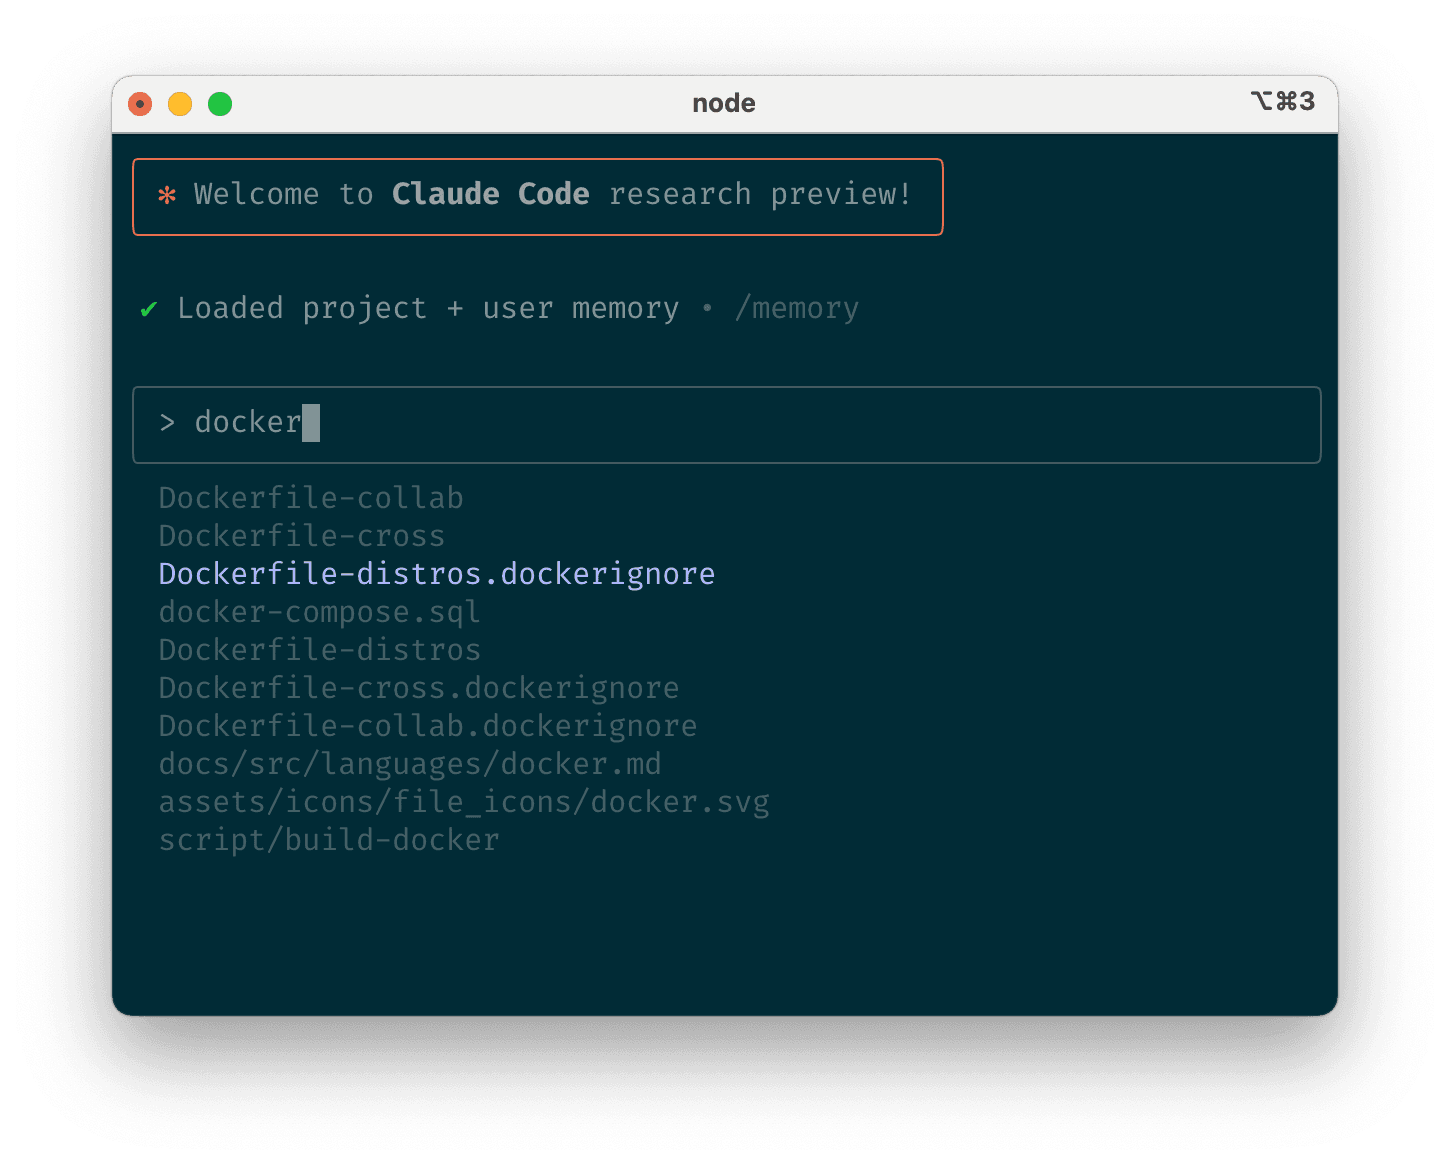 node
⌥⌘3
✻ Welcome to Claude Code research preview!
✔ Loaded project + user memory • /memory
> docker
Dockerfile-collab
Dockerfile-cross
Dockerfile-distros.dockerignore
docker-compose.sql
Dockerfile-distros
Dockerfile-cross.dockerignore
Dockerfile-collab.dockerignore
docs/src/languages/docker.md
assets/icons/file_icons/docker.svg
script/build-docker